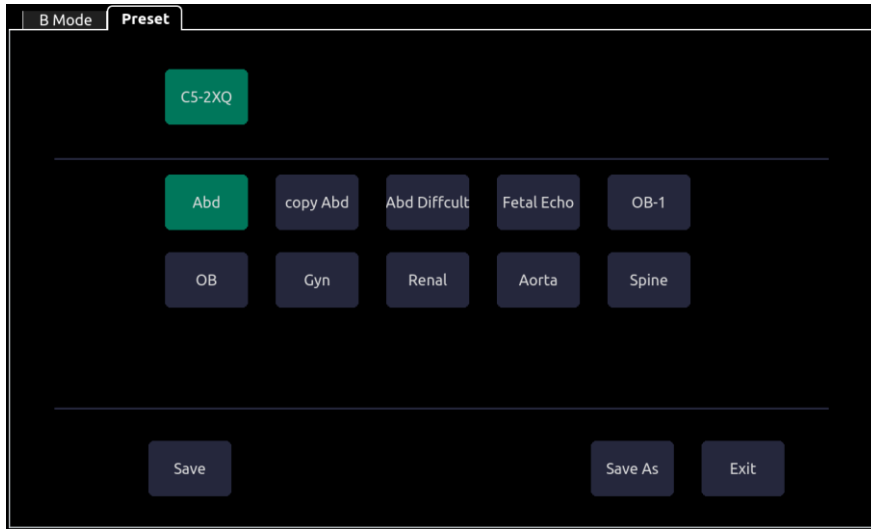 B Mode Preset
C5-2XQ
Abd copy Abd Abd Diffcult Fetal Echo OB-1
OB Gyn Renal Aorta Spine
Save Save As Exit